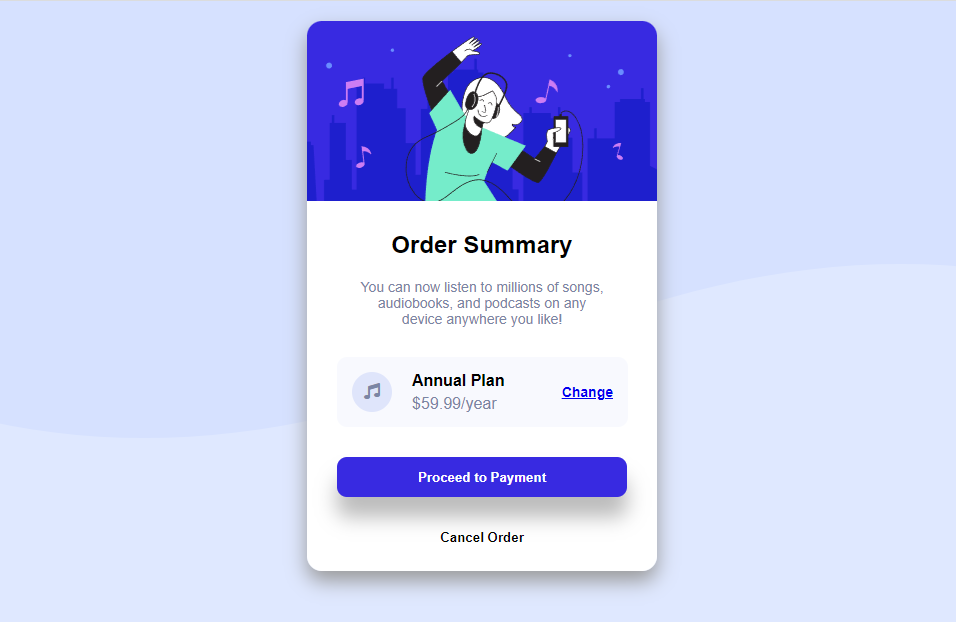 Order Summary
You can now listen to millions of songs,
audiobooks, and podcasts on any
device anywhere you like!
Annual Plan
$59.99/year
Change
Proceed to Payment
Cancel Order